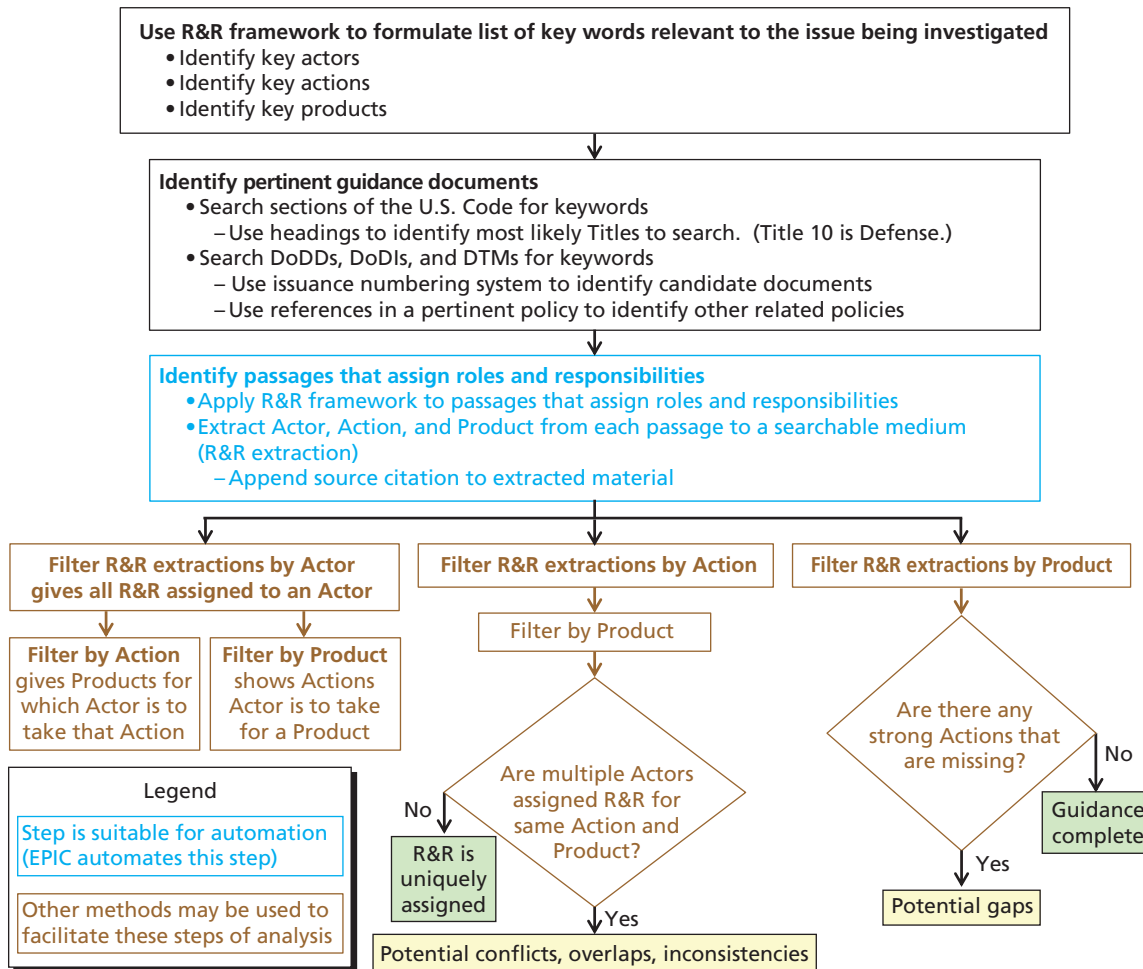 Use R&R framework to formulate list of key words relevant to the issue being investigated
• Identify key actors
• Identify key actions
• Identify key products
Identify pertinent guidance documents
• Search sections of the U.S. Code for keywords
– Use headings to identify most likely Titles to search. (Title 10 is Defense.)
• Search DoDDs, DoDIs, and DTMs for keywords
– Use issuance numbering system to identify candidate documents
– Use references in a pertinent policy to identify other related policies
Identify passages that assign roles and responsibilities
• Apply R&R framework to passages that assign roles and responsibilities
• Extract Actor, Action, and Product from each passage to a searchable medium
(R&R extraction)
– Append source citation to extracted material
Filter R&R extractions by Actor
gives all R&R assigned to an Actor
Filter by Action
gives Products for
which Actor is to
take that Action
Filter by Product
shows Actions
Actor is to take
for a Product
Filter R&R extractions by Action
Filter by Product
Are multiple Actors
assigned R&R for
same Action and
Product?
No
R&R is
uniquely
assigned
Yes
Potential conflicts, overlaps, inconsistencies
Filter R&R extractions by Product
Are there any
strong Actions that
are missing?
No
Guidance
complete
Yes
Potential gaps
Legend
Step is suitable for automation
(EPIC automates this step)
Other methods may be used to
facilitate these steps of analysis